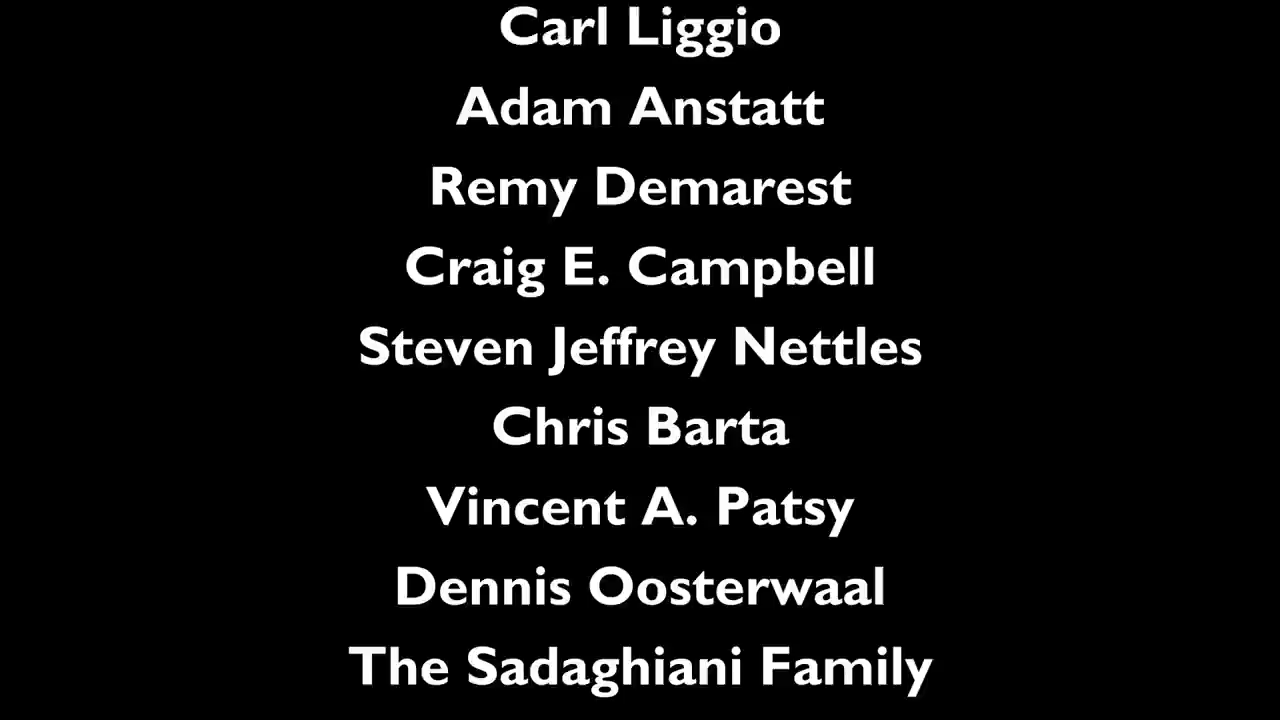 Carl Liggio
Adam Anstatt
Remy Demarest
Craig E. Campbell
Steven Jeffrey Nettles
Chris Barta
Vincent A. Patsy
Dennis Oosterwaal
The Sadaghiani Family